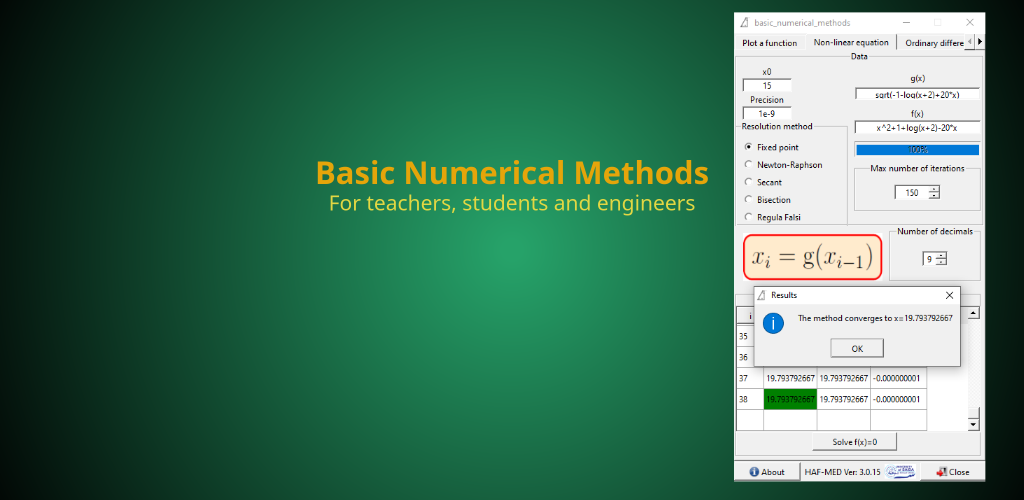 Basic Numerical Methods
For teachers, students and engineers
basic_numerical_methods
Plot a function
Non-linear equation
Ordinary differe
Data
x0
15
Precision
1e-9
g(x)
sqrt(-1-log(x+2)+20*x)
f(x)
x^2+1+log(x+2)-20*x
Resolution method
Fixed point
Newton-Raphson
Secant
Bisection
Regula Falsi
100%
Max number of iterations
150
Number of decimals
9
x_i = g(x_{i-1})
Results
The method converges to x=19.793792667
OK
i
35
36
37 19.793792667 19.793792667 -0.000000001
38 19.793792667 19.793792667 -0.000000001
Solve f(x)=0
About
HAF-MED Ver: 3.0.15
Close